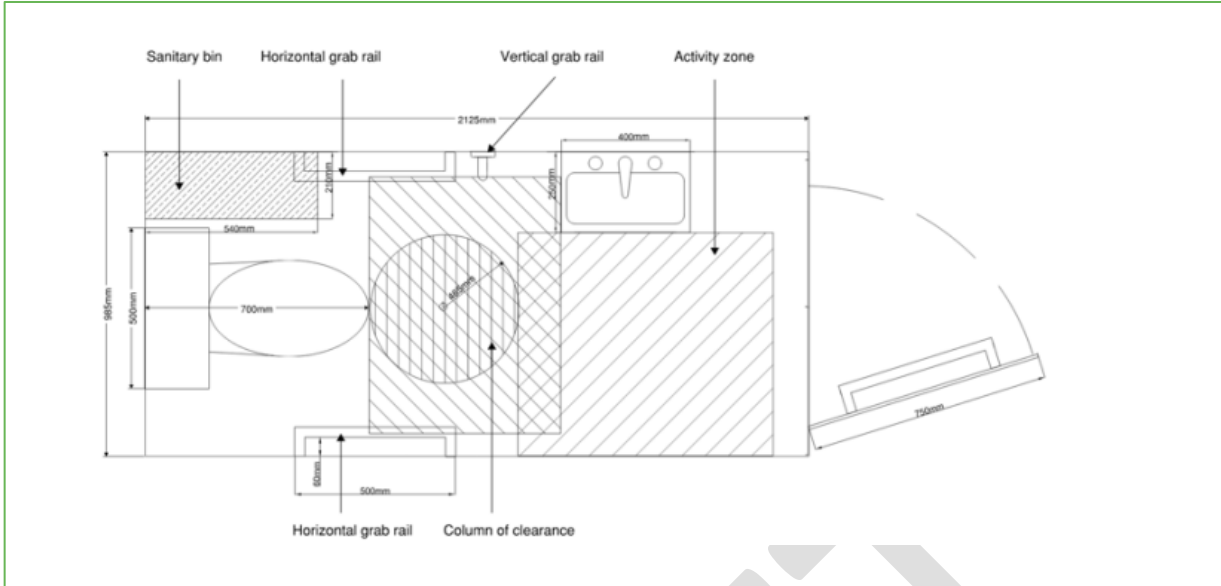 Sanitary bin
Horizontal grab rail
Vertical grab rail
Activity zone
2125mm
400mm
210mm
250mm
540mm
985mm
500mm
700mm
485mm
60mm
500mm
750mm
Horizontal grab rail
Column of clearance